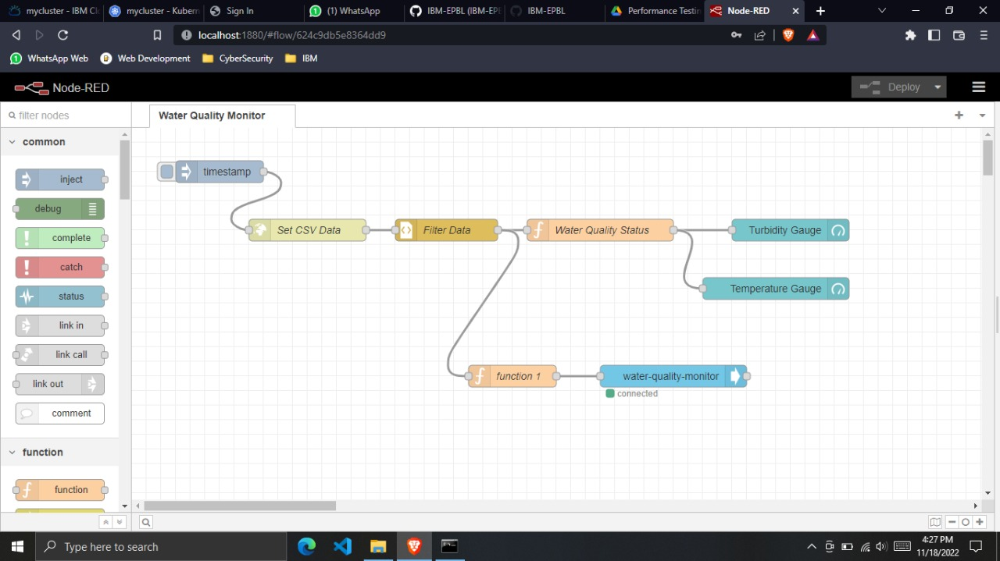 mycluster - IBM Cl
mycluster - Kubern
Sign In
(1) WhatsApp
IBM-EPBL (IBM-EP
IBM-EPBL
Performance Testin
Node-RED
localhost:1880/#flow/624c9db5e8364dd9
WhatsApp Web
Web Development
CyberSecurity
IBM
Node-RED
Deploy
filter nodes
Water Quality Monitor
common
inject
debug
complete
catch
status
link in
link call
link out
comment
function
function
timestamp
Set CSV Data
Filter Data
Water Quality Status
Turbidity Gauge
Temperature Gauge
function 1
water-quality-monitor
connected
Type here to search
4:27 PM
11/18/2022